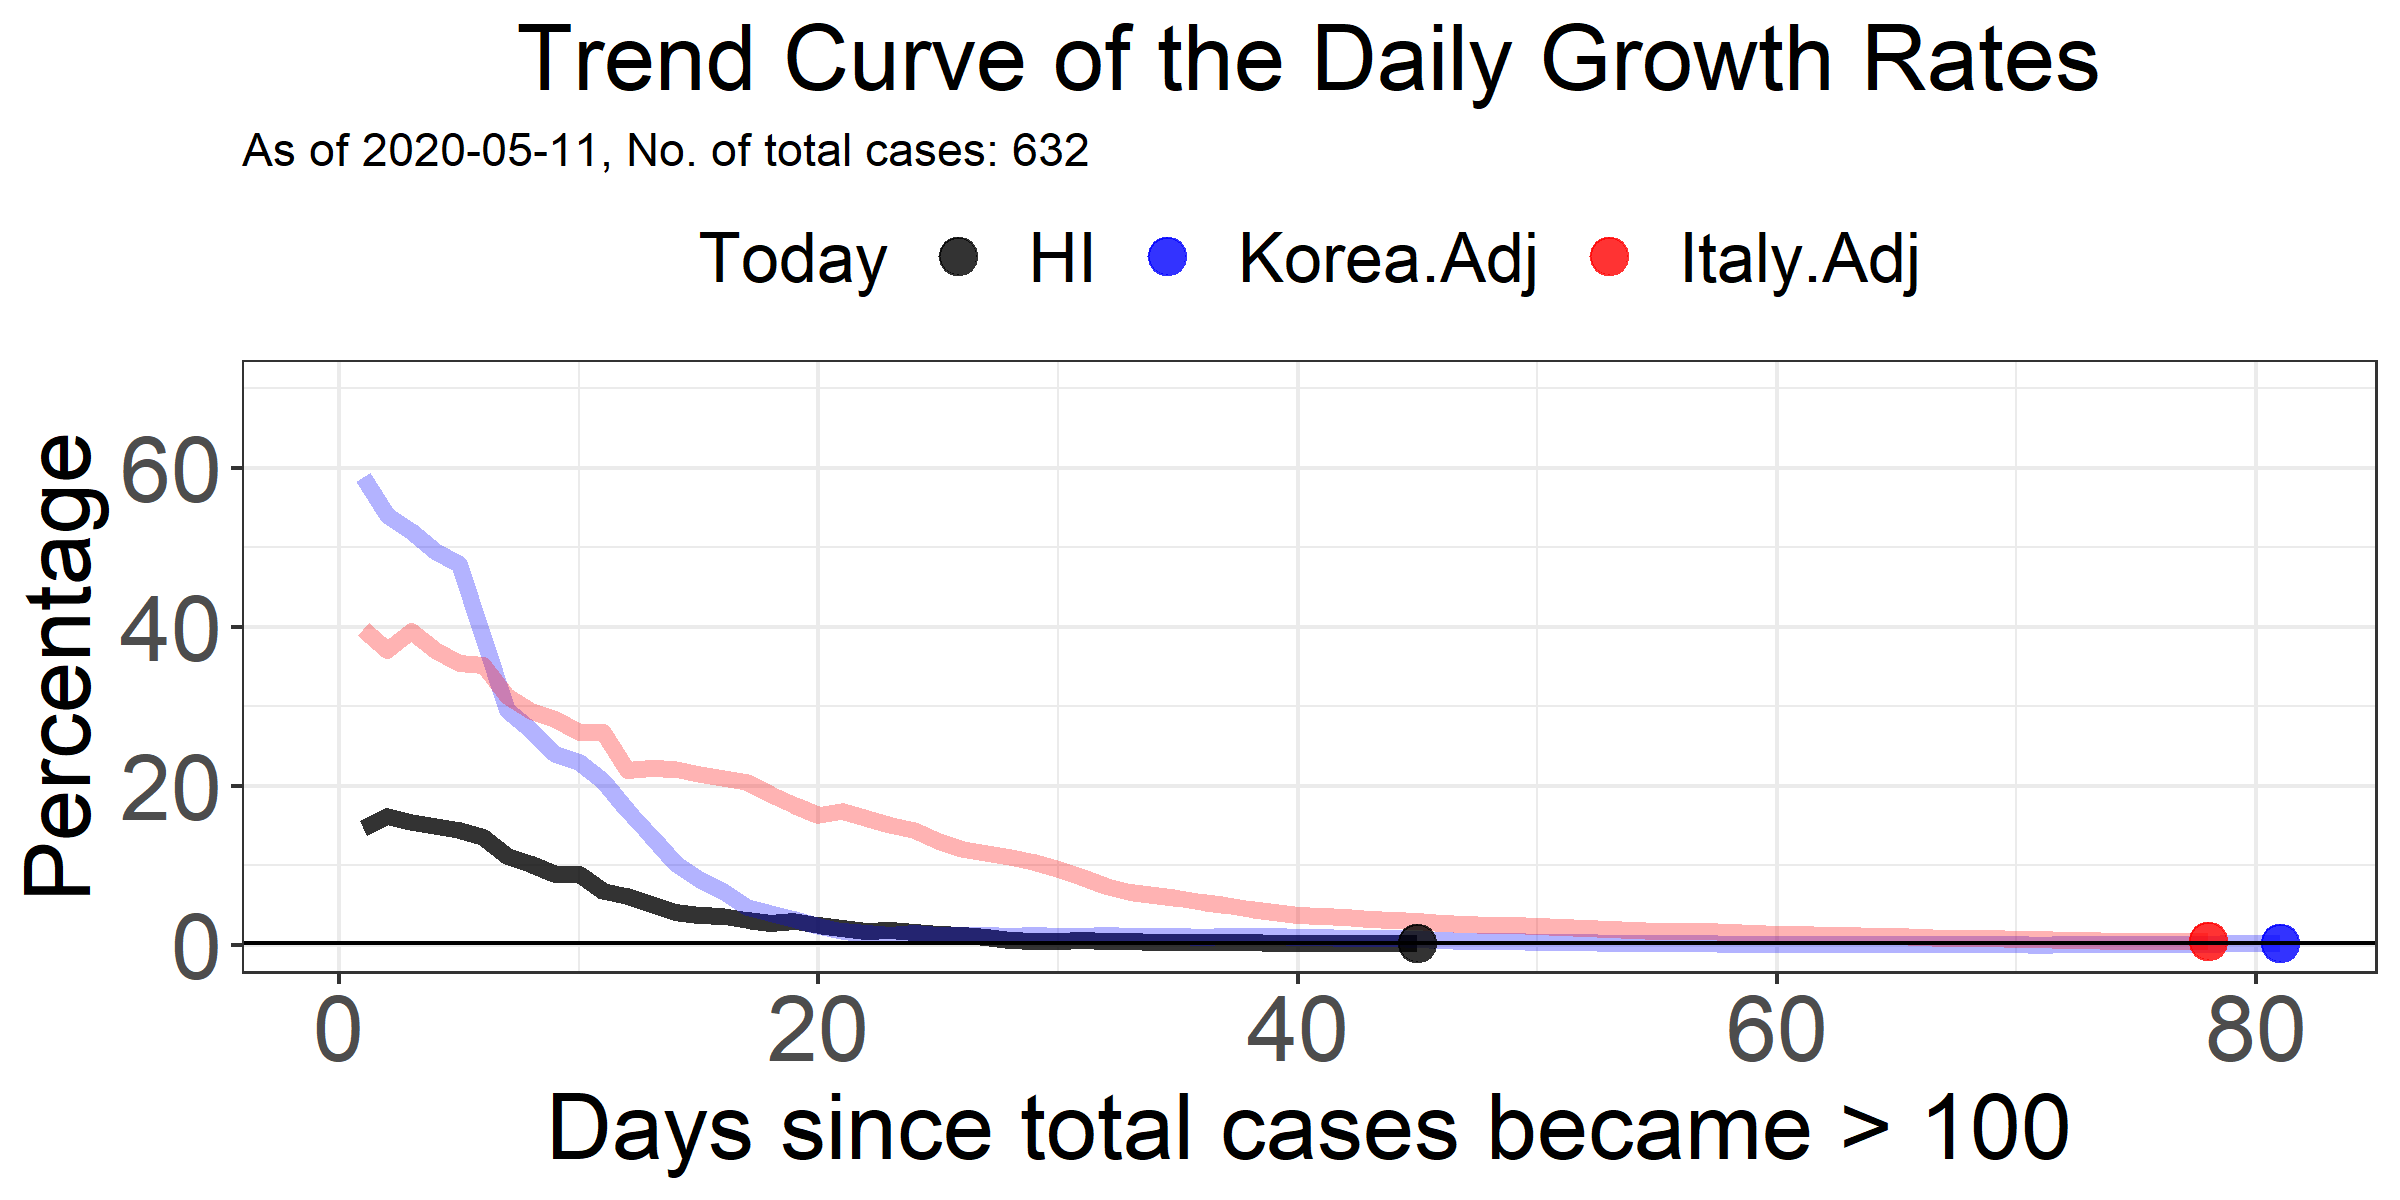 Trend Curve of the Daily Growth Rates
As of 2020-05-11, No. of total cases: 632
Today HI Korea.Adj Italy.Adj
Percentage
60
40
20
0
0 20 40 60 80
Days since total cases became > 100